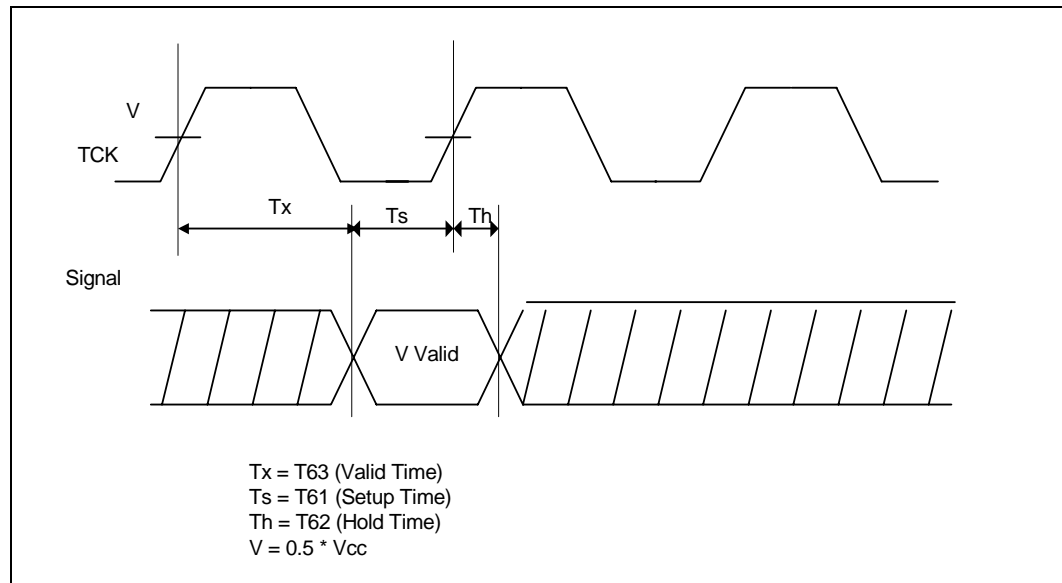 V
TCK
Tx
Ts
Th
Signal
V Valid
Tx = T63 (Valid Time)
Ts = T61 (Setup Time)
Th = T62 (Hold Time)
V = 0.5 * Vcc